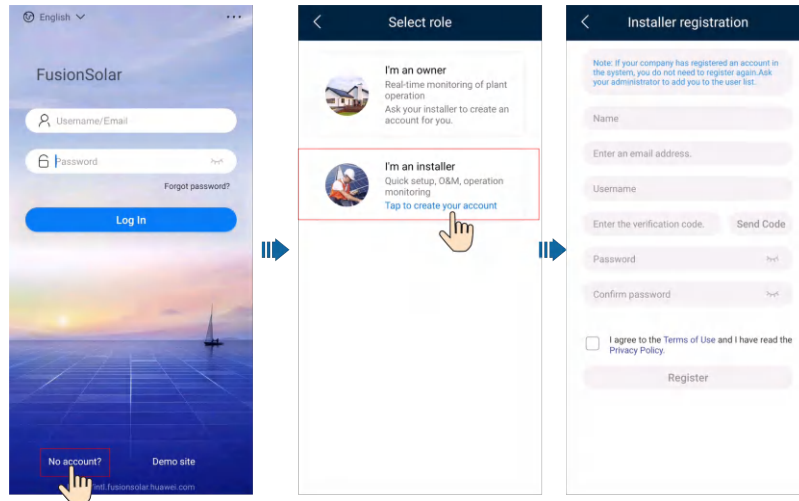 English
FusionSolar
Username/Email
Password
Forgot password?
Log In
No account?
Demo site
intl.fusionsolar.huawei.com
Select role
I'm an owner
Real-time monitoring of plant
operation
Ask your installer to create an
account for you.
I'm an installer
Quick setup, O&M, operation
monitoring
Tap to create your account
Installer registration
Note: If your company has registered an account in
the system, you do not need to register again.Ask
your administrator to add you to the user list.
Name
Enter an email address.
Username
Enter the verification code.
Send Code
Password
Confirm password
I agree to the Terms of Use and I have read the
Privacy Policy.
Register